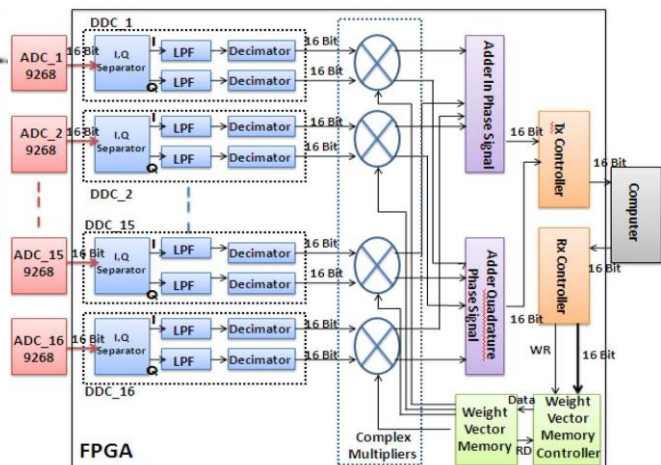 DDC_1
ADC_1
9268
16 Bit
I,Q
Separator
I
Q
LPF
Decimator
LPF
Decimator
16 Bit
16 Bit
ADC_2
9268
16 Bit
I,Q
Separator
I
Q
LPF
Decimator
LPF
Decimator
16 Bit
16 Bit
DDC_2
DDC_15
ADC_15
9268
16 Bit
I,Q
Separator
I
Q
LPF
Decimator
LPF
Decimator
16 Bit
16 Bit
ADC_16
9268
16 Bit
I,Q
Separator
I
Q
LPF
Decimator
LPF
Decimator
16 Bit
16 Bit
DDC_16
Complex
Multipliers
Adder In
Phase Signal
Adder Quadrature
Phase Signal
16 Bit
16 Bit
Tx
Controller
Rx Controller
16 Bit
16 Bit
Computer
WR
16 Bit
Weight
Vector
Memory
Data
RD
Weight
Vector
Memory
Controller
FPGA